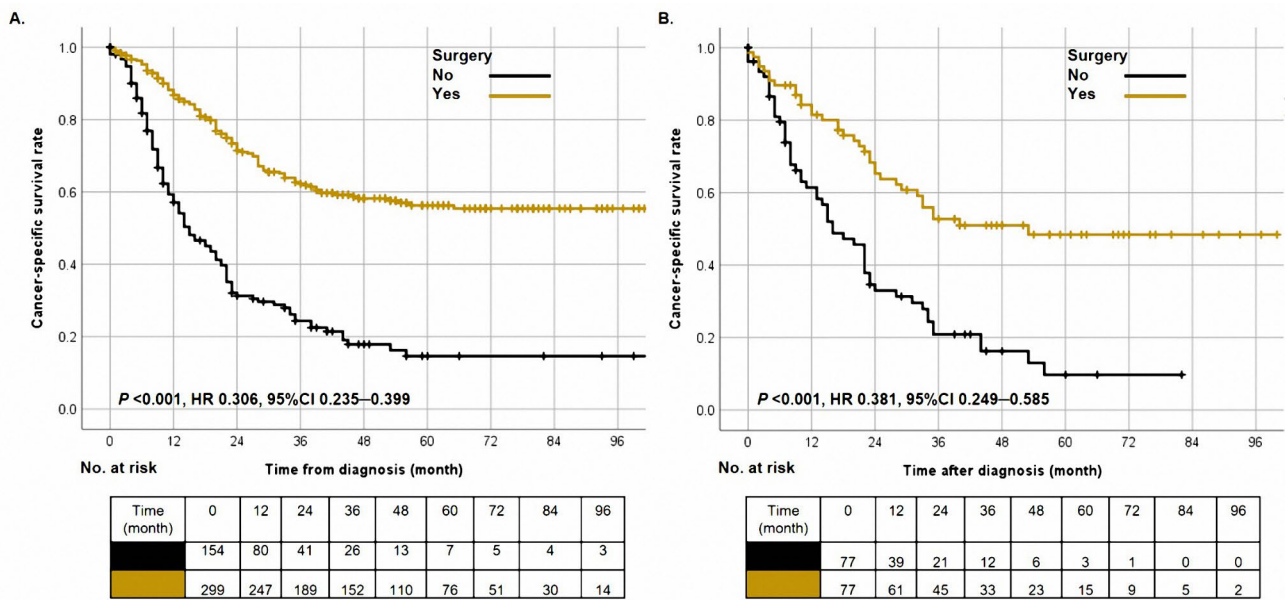 A.
Cancer-specific survival rate
1.0
0.8
0.6
0.4
0.2
0.0
Surgery
No
Yes
P <0.001, HR 0.306, 95%CI 0.235—0.399
0 12 24 36 48 60 72 84 96
No. at risk
Time from diagnosis (month)
Time (month) 0 12 24 36 48 60 72 84 96
154 80 41 26 13 7 5 4 3
299 247 189 152 110 76 51 30 14
B.
Cancer-specific survival rate
1.0
0.8
0.6
0.4
0.2
0.0
Surgery
No
Yes
P <0.001, HR 0.381, 95%CI 0.249—0.585
0 12 24 36 48 60 72 84 96
No. at risk
Time after diagnosis (month)
Time (month) 0 12 24 36 48 60 72 84 96
77 39 21 12 6 3 1 0 0
77 61 45 33 23 15 9 5 2